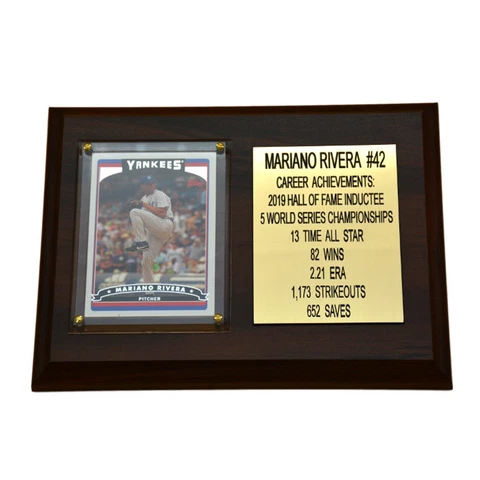 YANKEES
MARIANO RIVERA
PITCHER
MARIANO RIVERA #42
CAREER ACHIEVEMENTS:
2019 HALL OF FAME INDUCTEE
5 WORLD SERIES CHAMPIONSHIPS
13 TIME ALL STAR
82 WINS
2.21 ERA
1,173 STRIKEOUTS
652 SAVES